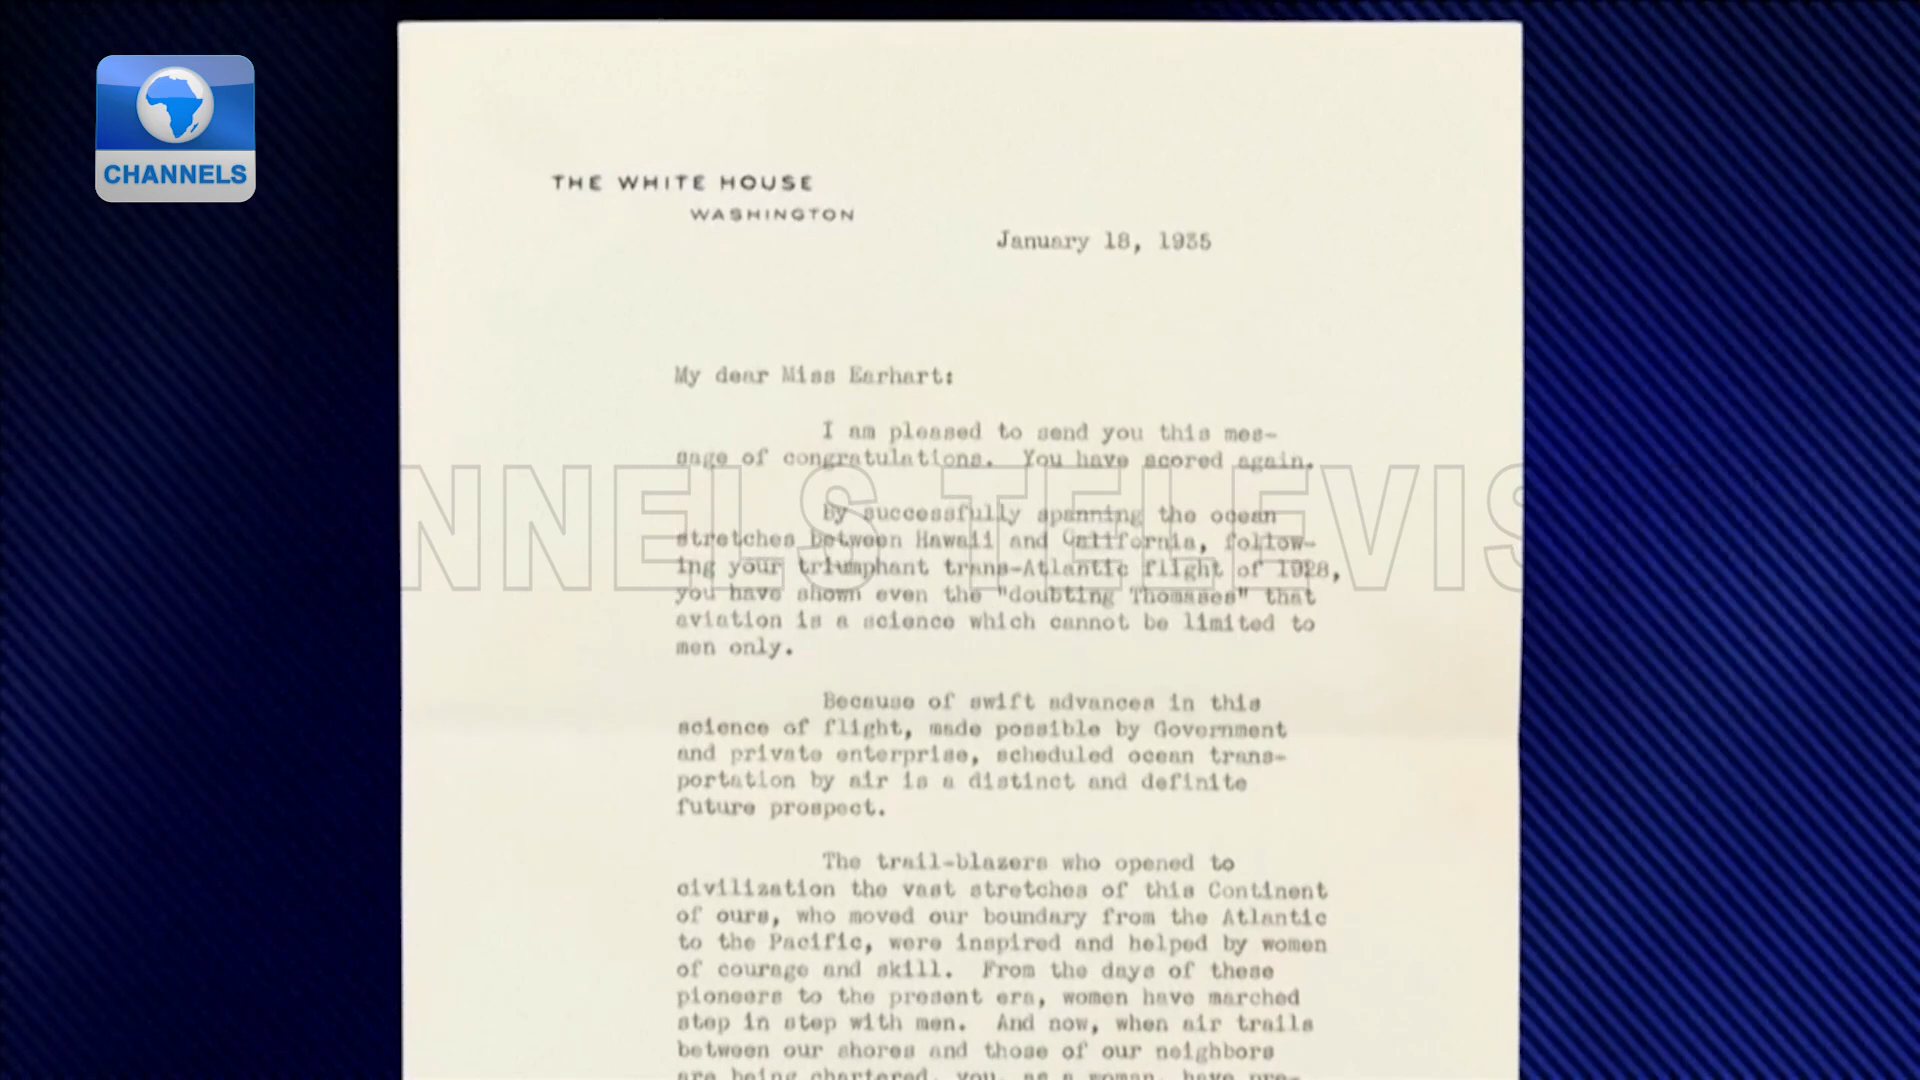 CHANNELS
THE WHITE HOUSE
WASHINGTON
January 18, 1935
My dear Miss Earhart:
I am pleased to send you this mes-
sage of congratulations. You have scored again.
NNELS TELEVIS
By successfully spanning the ocean
stretches between Hawaii and California, follow-
ing your triumphant trans-Atlantic flight of 1928,
you have shown even the "doubting Thomases" that
aviation is a science which cannot be limited to
men only.
Because of swift advances in this
science of flight, made possible by Government
and private enterprise, scheduled ocean trans-
portation by air is a distinct and definite
future prospect.
The trail-blazers who opened to
civilization the vast stretches of this Continent
of ours, who moved our boundary from the Atlantic
to the Pacific, were inspired and helped by women
of courage and skill. From the days of these
pioneers to the present era, women have marched
step in step with men. And now, when air trails
between our shores and those of our neighbors
are being chartered, you, as a woman, have pre-